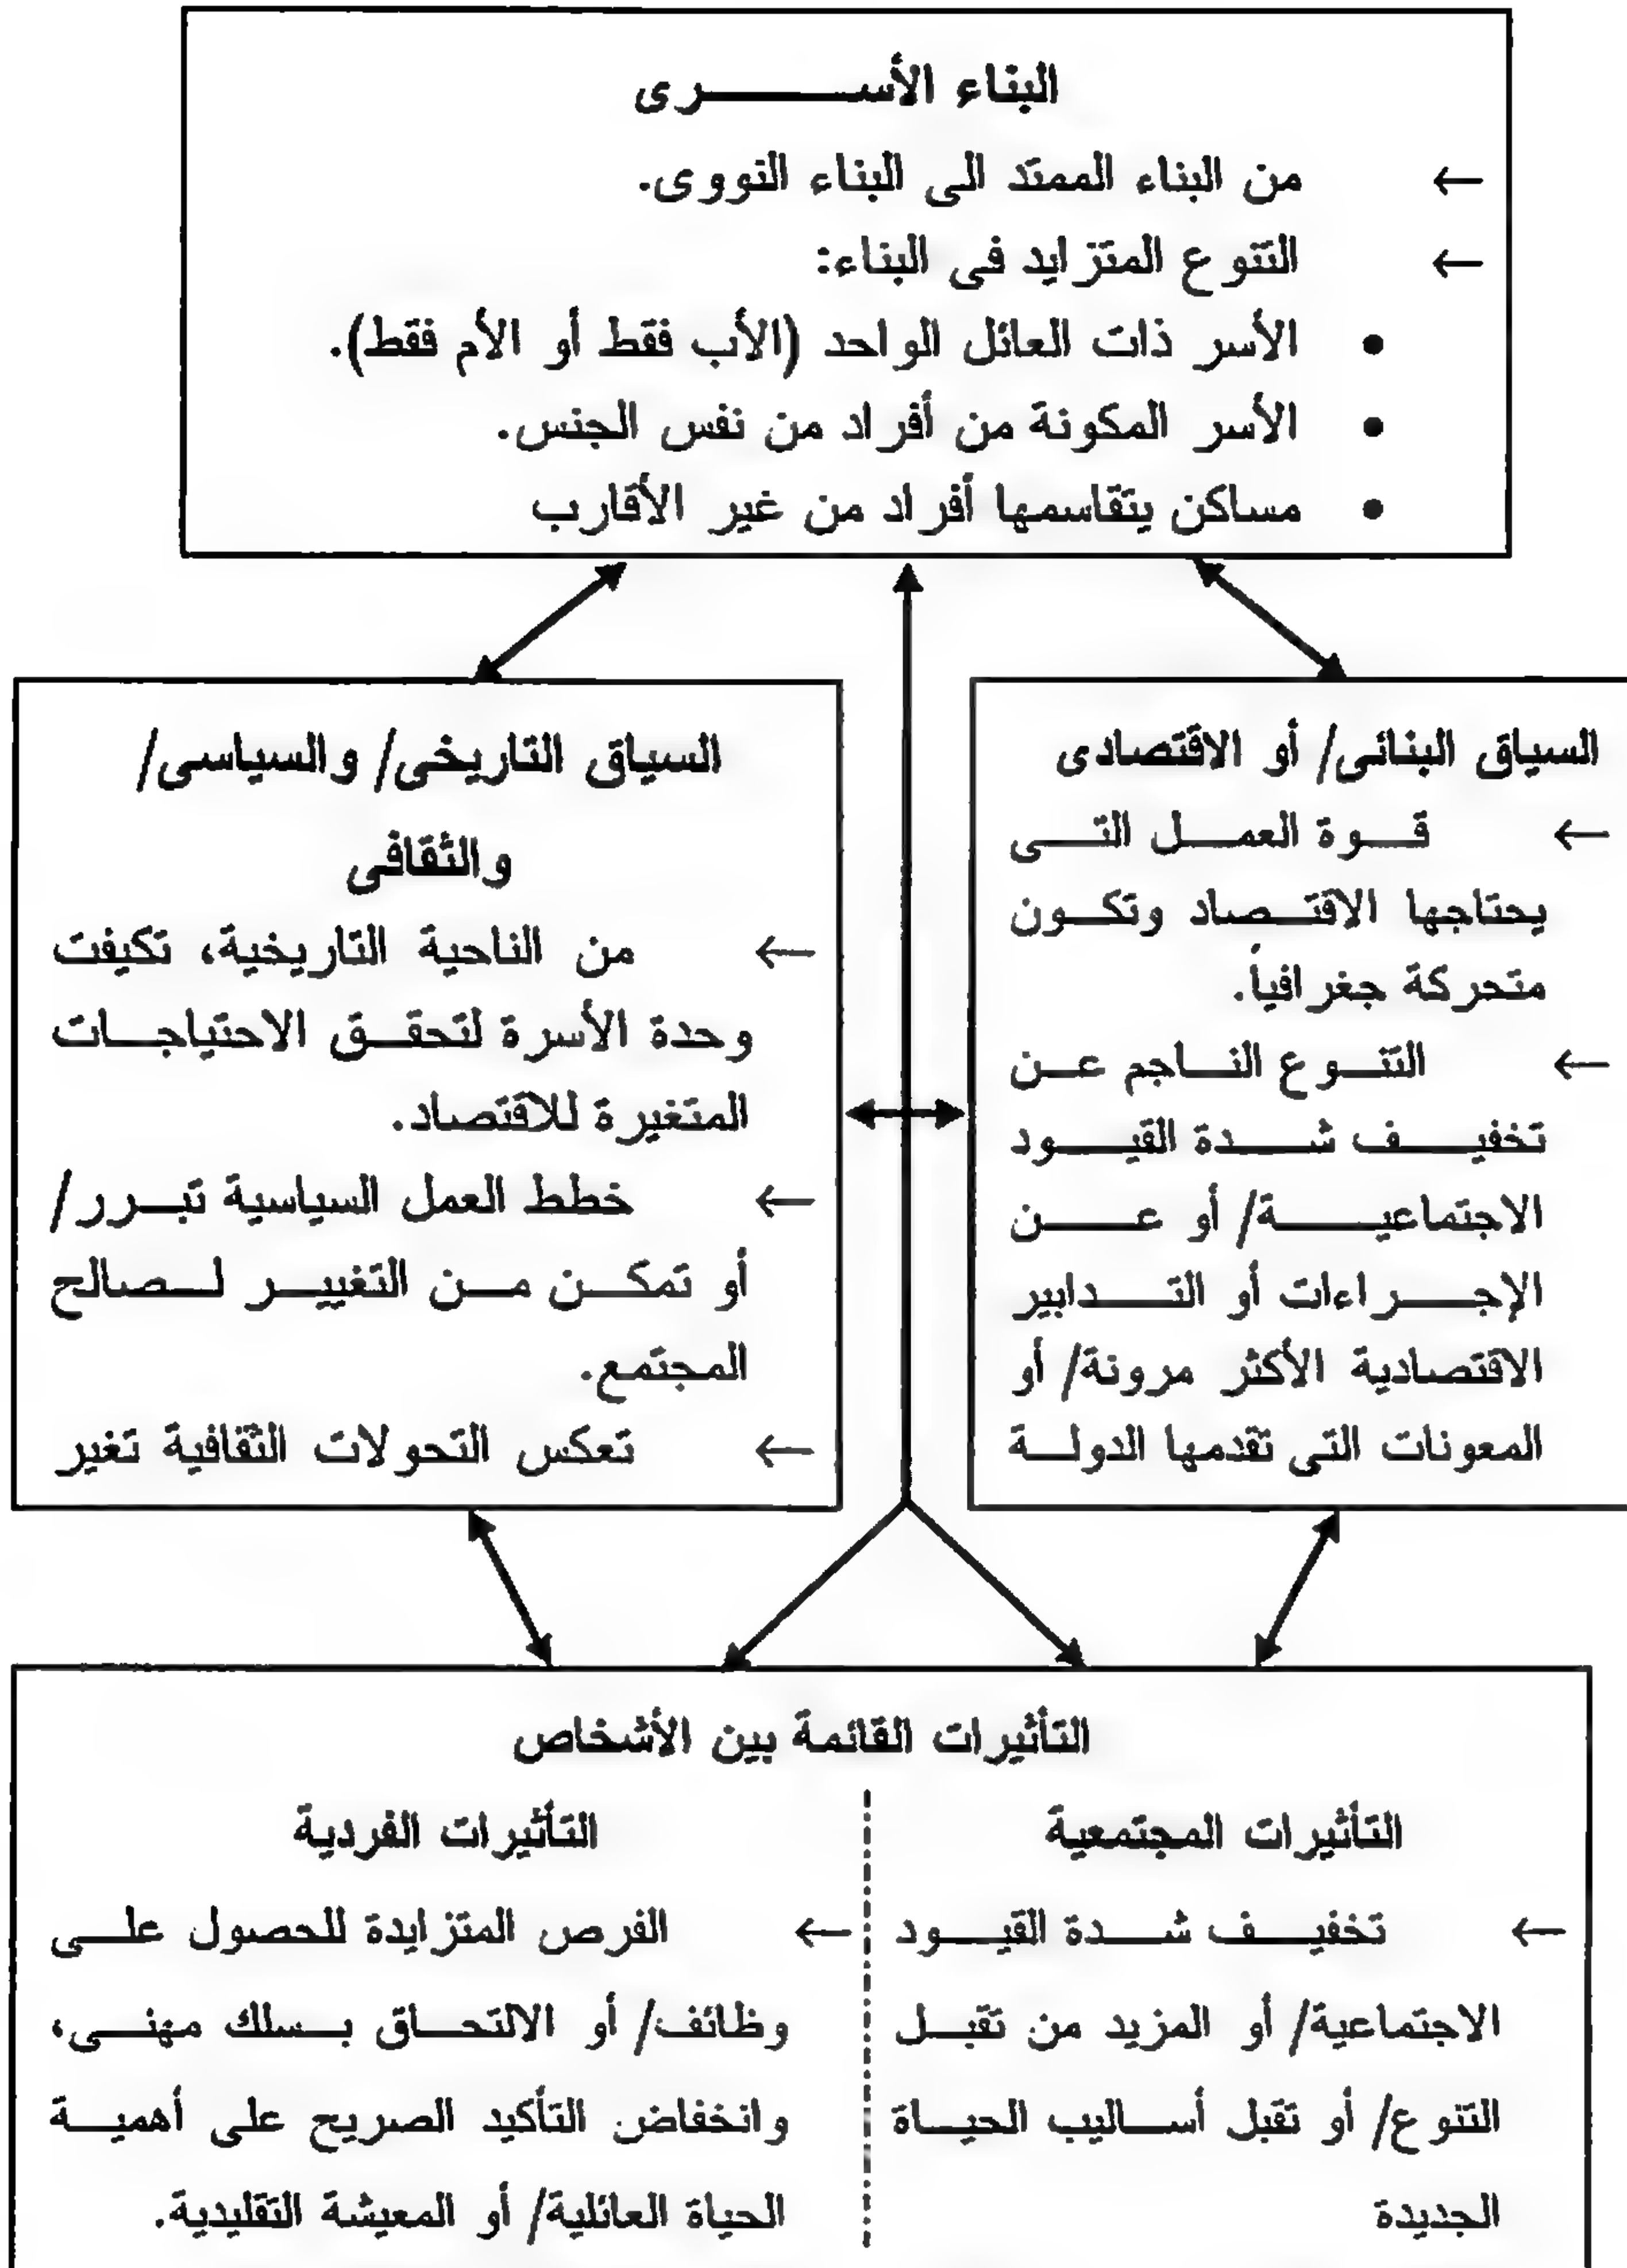 البناء الأسرى
← من البناء الممتد الى البناء النووى.
← التنوع المتزايد فى البناء:
• الأسر ذات العائل الواحد (الأب فقط أو الأم فقط).
• الأسر المكونة من أفراد من نفس الجنس.
• مساكن يتقاسمها أفراد من غير الأقارب
السياق البنائى/ أو الاقتصادى
← قوة العمل التى
يحتاجها الاقتصاد وتكون
متحركة جغرافياً.
← التنوع الناجم عن
تخفيف شدة القيود
الاجتماعية/ أو عن
الإجراءات أو التدابير
الاقتصادية الأكثر مرونة/ أو
المعونات التى تقدمها الدولة
السياق التاريخى/ والسياسى/
والثقافى
← من الناحية التاريخية، تكيفت
وحدة الأسرة لتحقق الاحتياجات
المتغيرة للاقتصاد.
← خطط العمل السياسية تبرر/
أو تمكن من التغيير لصالح
المجتمع.
← تعكس التحولات الثقافية تغير
التأثيرات القائمة بين الأشخاص
التأثيرات المجتمعية
← تخفيف شدة القيود
الاجتماعية/ أو المزيد من تقبل
التنوع/ أو تقبل أساليب الحياة
الجديدة
التأثيرات الفردية
← الفرص المتزايدة للحصول على
وظائف/ أو الالتحاق بسلك مهنى،
وانخفاض التأكيد الصريح على أهمية
الحياة العائلية/ أو المعيشة التقليدية.